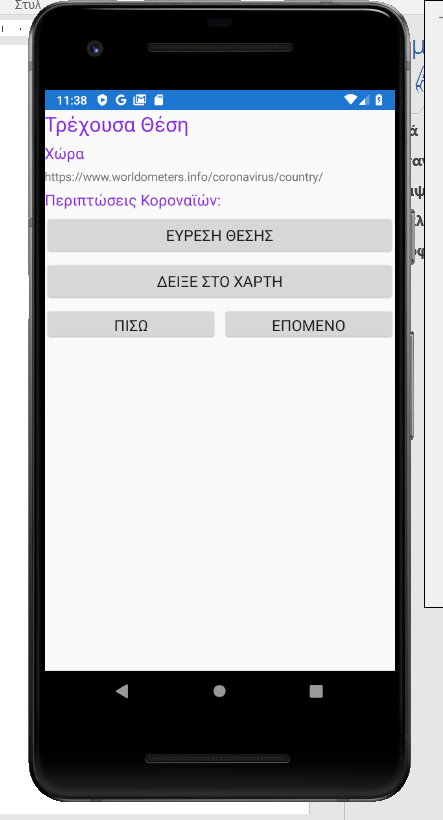 Στυλ
11:38
Τρέχουσα Θέση
Χώρα
https://www.worldometers.info/coronavirus/country/
Περιπτώσεις Κοροναϊών:
ΕΥΡΕΣΗ ΘΕΣΗΣ
ΔΕΙΞΕ ΣΤΟ ΧΑΡΤΗ
ΠΙΣΩ ΕΠΟΜΕΝΟ